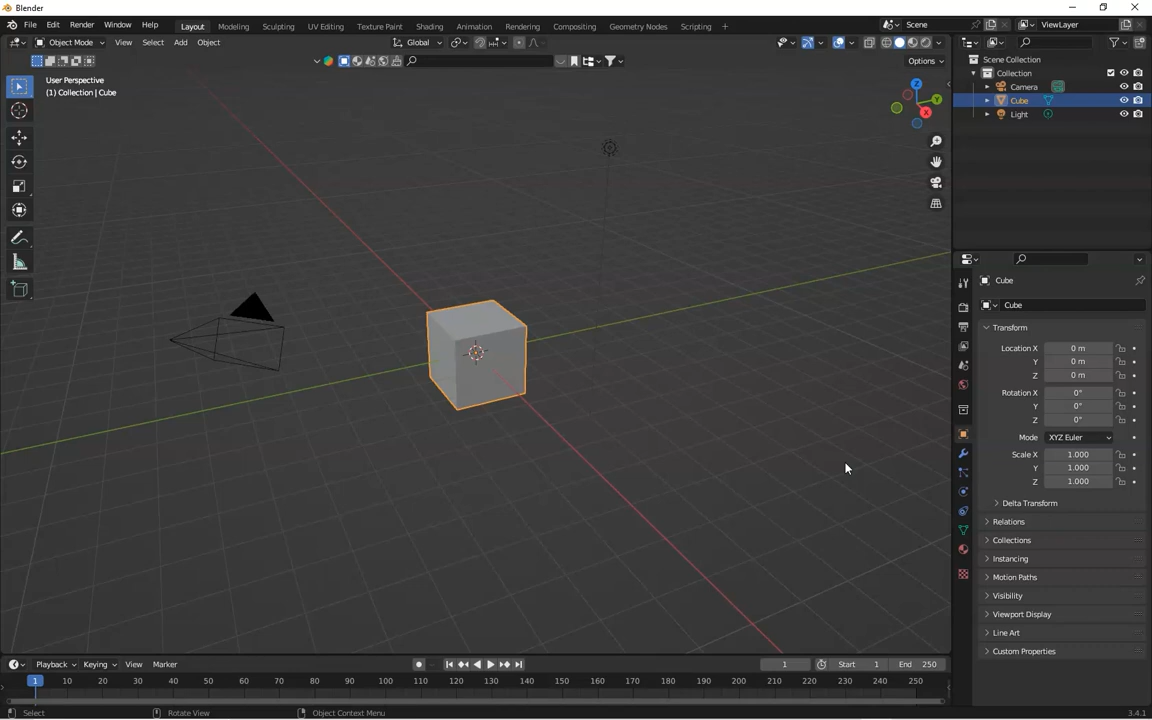 Blender
File Edit Render Window Help Layout Modeling Sculpting UV Editing Texture Paint Shading Animation Rendering Compositing Geometry Nodes Scripting + Scene ViewLayer
Object Mode View Select Add Object Global
Options
User Perspective
(1) Collection | Cube
Z
Y
X
Scene Collection
Collection
Camera
Cube
Light
Cube
Cube
Transform
Location X 0 m
Y 0 m
Z 0 m
Rotation X 0°
Y 0°
Z 0°
Mode XYZ Euler
Scale X 1.000
Y 1.000
Z 1.000
Delta Transform
Relations
Collections
Instancing
Motion Paths
Visibility
Viewport Display
Line Art
Custom Properties
Playback Keying View Marker 1 Start 1 End 250
1 10 20 30 40 50 60 70 80 90 100 110 120 130 140 150 160 170 180 190 200 210 220 230 240 250
Select Rotate View Object Context Menu 3.4.1